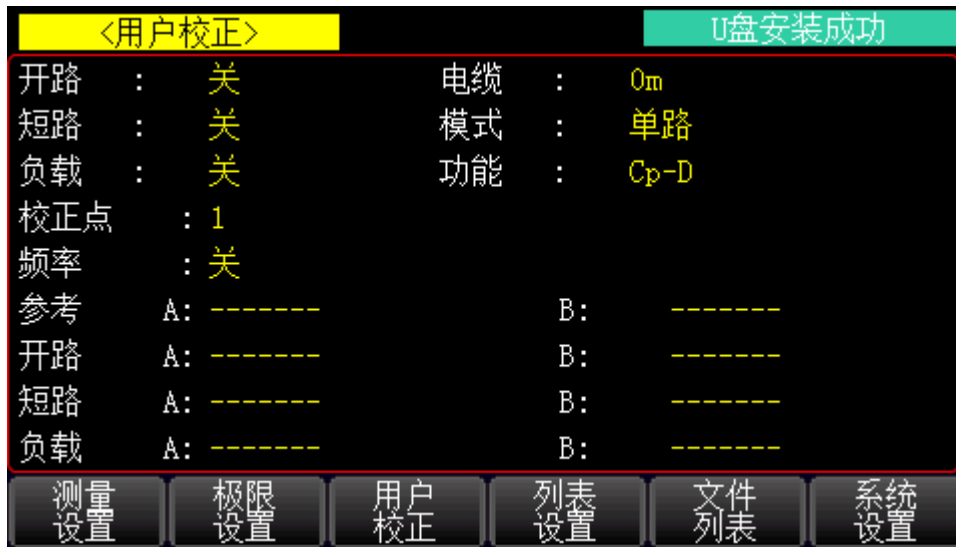 <用户校正> U盘安装成功
开路 : 关 电缆 : 0m
短路 : 关 模式 : 单路
负载 : 关 功能 : Cp-D
校正点 : 1
频率 : 关
参考 A: ------- B: -------
开路 A: ------- B: -------
短路 A: ------- B: -------
负载 A: ------- B: -------
测量 极限 用户 列表 文件 系统
设置 设置 校正 设置 列表 设置